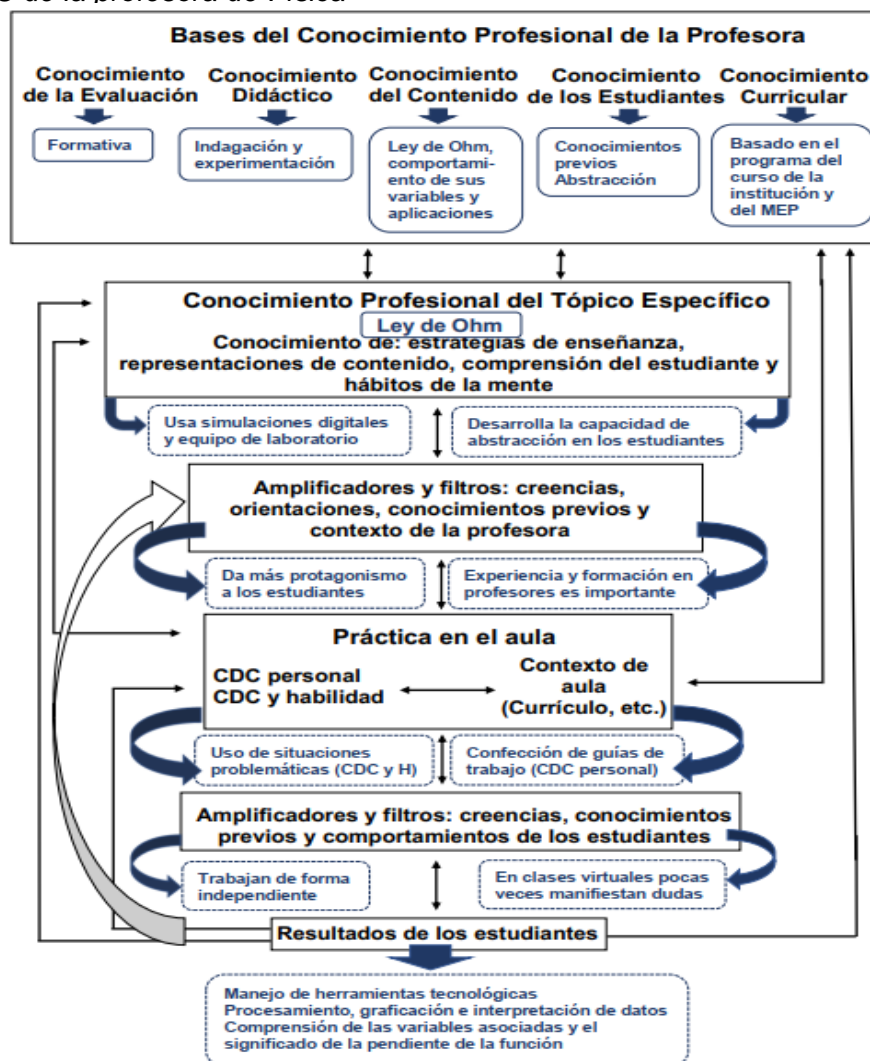 de la profesora de Física
Bases del Conocimiento Profesional de la Profesora
Conocimiento
de la Evaluación
Conocimiento
Didáctico
Conocimiento
del Contenido
Conocimiento
de los Estudiantes
Conocimiento
Curricular
Formativa
Indagación y
experimentación
Ley de Ohm,
comportami-
ento de sus
variables y
aplicaciones
Conocimientos
previos
Abstracción
Basado en el
programa del
curso de la
institución y
del MEP
Conocimiento Profesional del Tópico Específico
Ley de Ohm
Conocimiento de: estrategias de enseñanza,
representaciones de contenido, comprensión del estudiante y
hábitos de la mente
Usa simulaciones digitales
y equipo de laboratorio
Desarrolla la capacidad de
abstracción en los estudiantes
Amplificadores y filtros: creencias,
orientaciones, conocimientos previos y
contexto de la profesora
Da más protagonismo
a los estudiantes
Experiencia y formación en
profesores es importante
Práctica en el aula
CDC personal
CDC y habilidad
Contexto de
aula
(Currículo, etc.)
Uso de situaciones
problemáticas (CDC y H)
Confección de guías de
trabajo (CDC personal)
Amplificadores y filtros: creencias, conocimientos
previos y comportamientos de los estudiantes
Trabajan de forma
independiente
En clases virtuales pocas
veces manifiestan dudas
Resultados de los estudiantes
Manejo de herramientas tecnológicas
Procesamiento, graficación e interpretación de datos
Comprensión de las variables asociadas y el
significado de la pendiente de la función